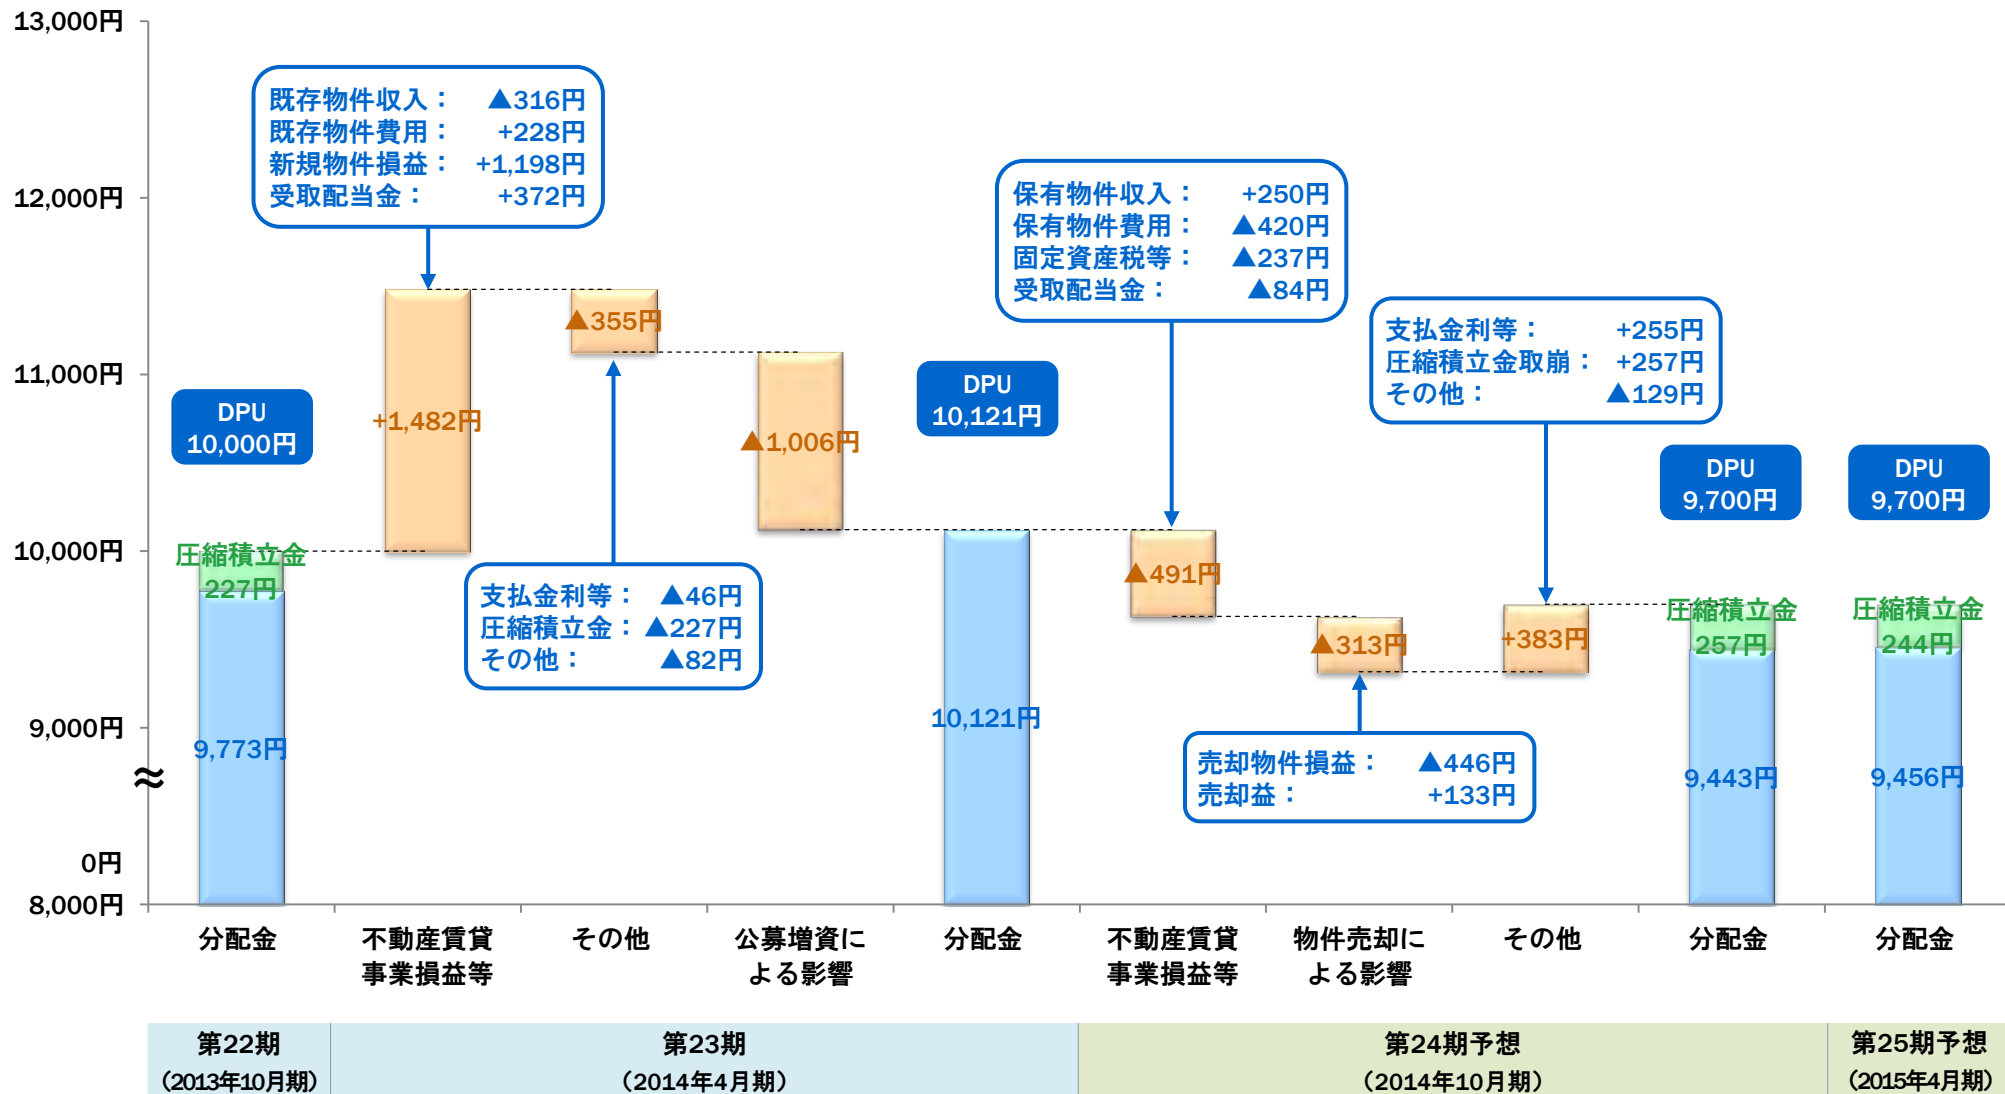 13,000円
12,000円
11,000円
10,000円
9,000円
≈
0円
8,000円
既存物件収入： ▲316円
既存物件費用： +228円
新規物件損益： +1,198円
受取配当金： +372円
保有物件収入： +250円
保有物件費用： ▲420円
固定資産税等： ▲237円
受取配当金： ▲84円
支払金利等： +255円
圧縮積立金取崩： +257円
その他： ▲129円
支払金利等： ▲46円
圧縮積立金： ▲227円
その他： ▲82円
売却物件損益： ▲446円
売却益： +133円
DPU
10,000円
圧縮積立金
227円
9,773円
+1,482円
▲355円
▲1,006円
DPU
10,121円
10,121円
▲491円
▲313円
+383円
DPU
9,700円
圧縮積立金
257円
9,443円
DPU
9,700円
圧縮積立金
244円
9,456円
分配金
不動産賃貸
事業損益等
その他
公募増資に
よる影響
分配金
不動産賃貸
事業損益等
物件売却に
よる影響
その他
分配金
分配金
第22期
（2013年10月期）
第23期
（2014年4月期）
第24期予想
（2014年10月期）
第25期予想
（2015年4月期）